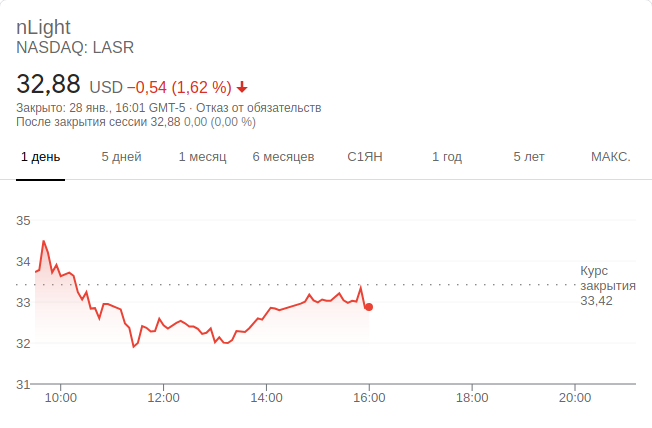 nLight
NASDAQ: LASR
32,88 USD −0,54 (1,62 %)
Закрыто: 28 янв., 16:01 GMT-5 · Отказ от обязательств
После закрытия сессии 32,88 0,00 (0,00 %)
1 день 5 дней 1 месяц 6 месяцев С1ЯН 1 год 5 лет МАКС.
35
34
33
32
31
Курс
закрытия
33,42
10:00 12:00 14:00 16:00 18:00 20:00